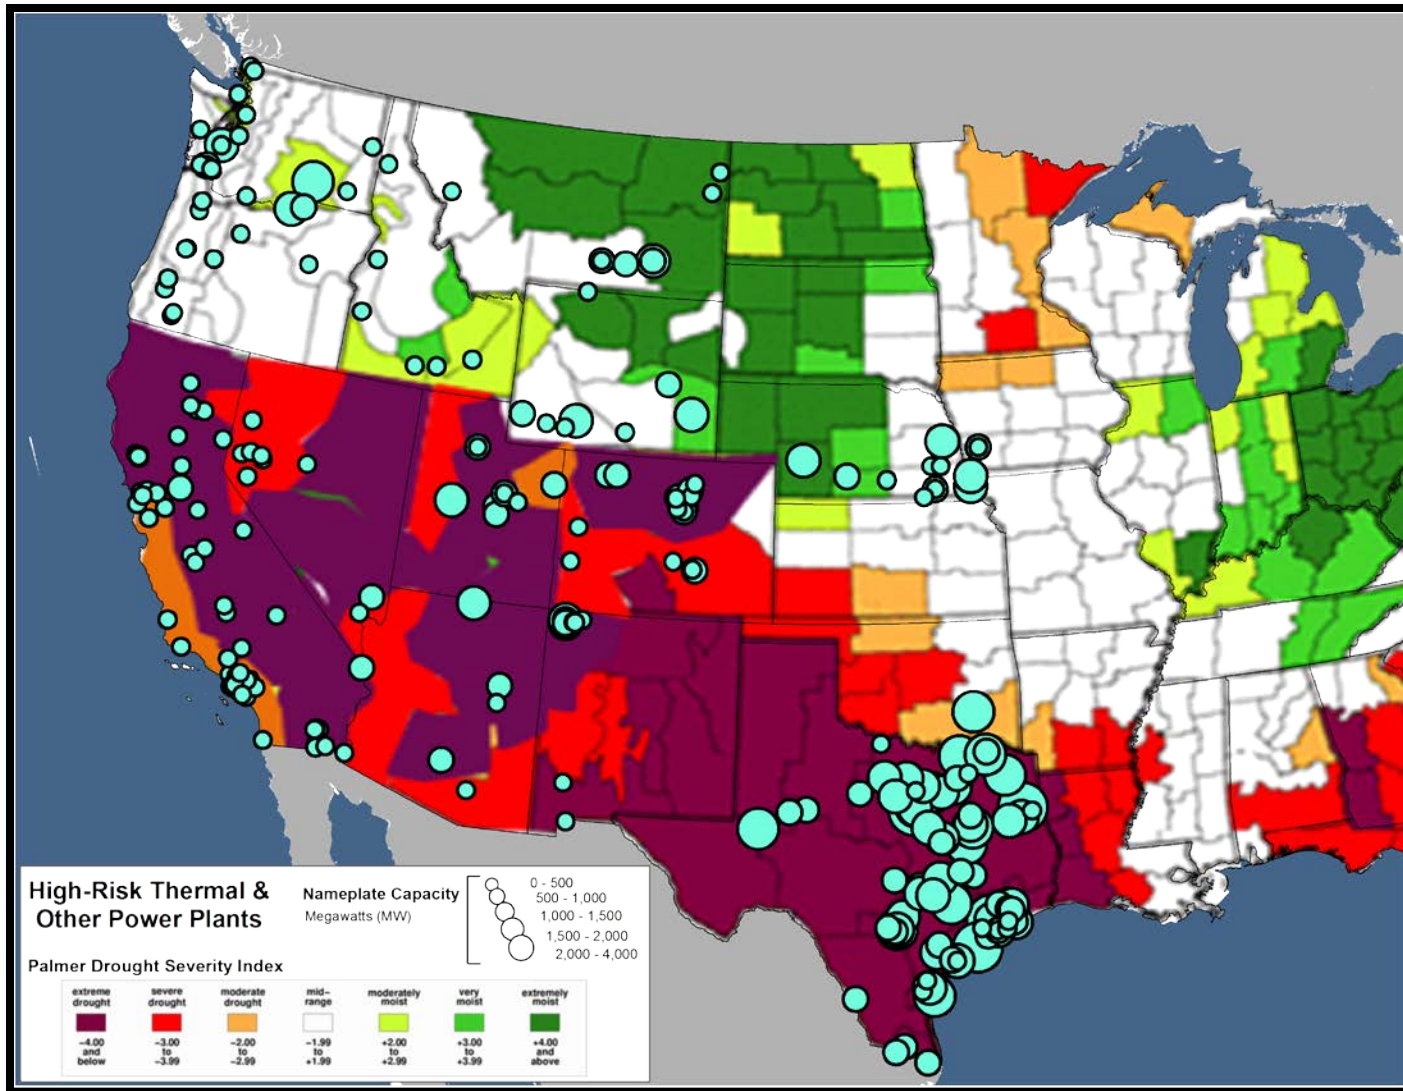 High-Risk Thermal &
Other Power Plants
Nameplate Capacity
Megawatts (MW)
0 - 500
500 - 1,000
1,000 - 1,500
1,500 - 2,000
2,000 - 4,000
Palmer Drought Severity Index
extreme drought
severe drought
moderate drought
mid-range
moderately moist
very moist
extremely moist
-4.00 and below
-3.00 to -3.99
-2.00 to -2.99
-1.99 to +1.99
+2.00 to +2.99
+3.00 to +3.99
+4.00 and above